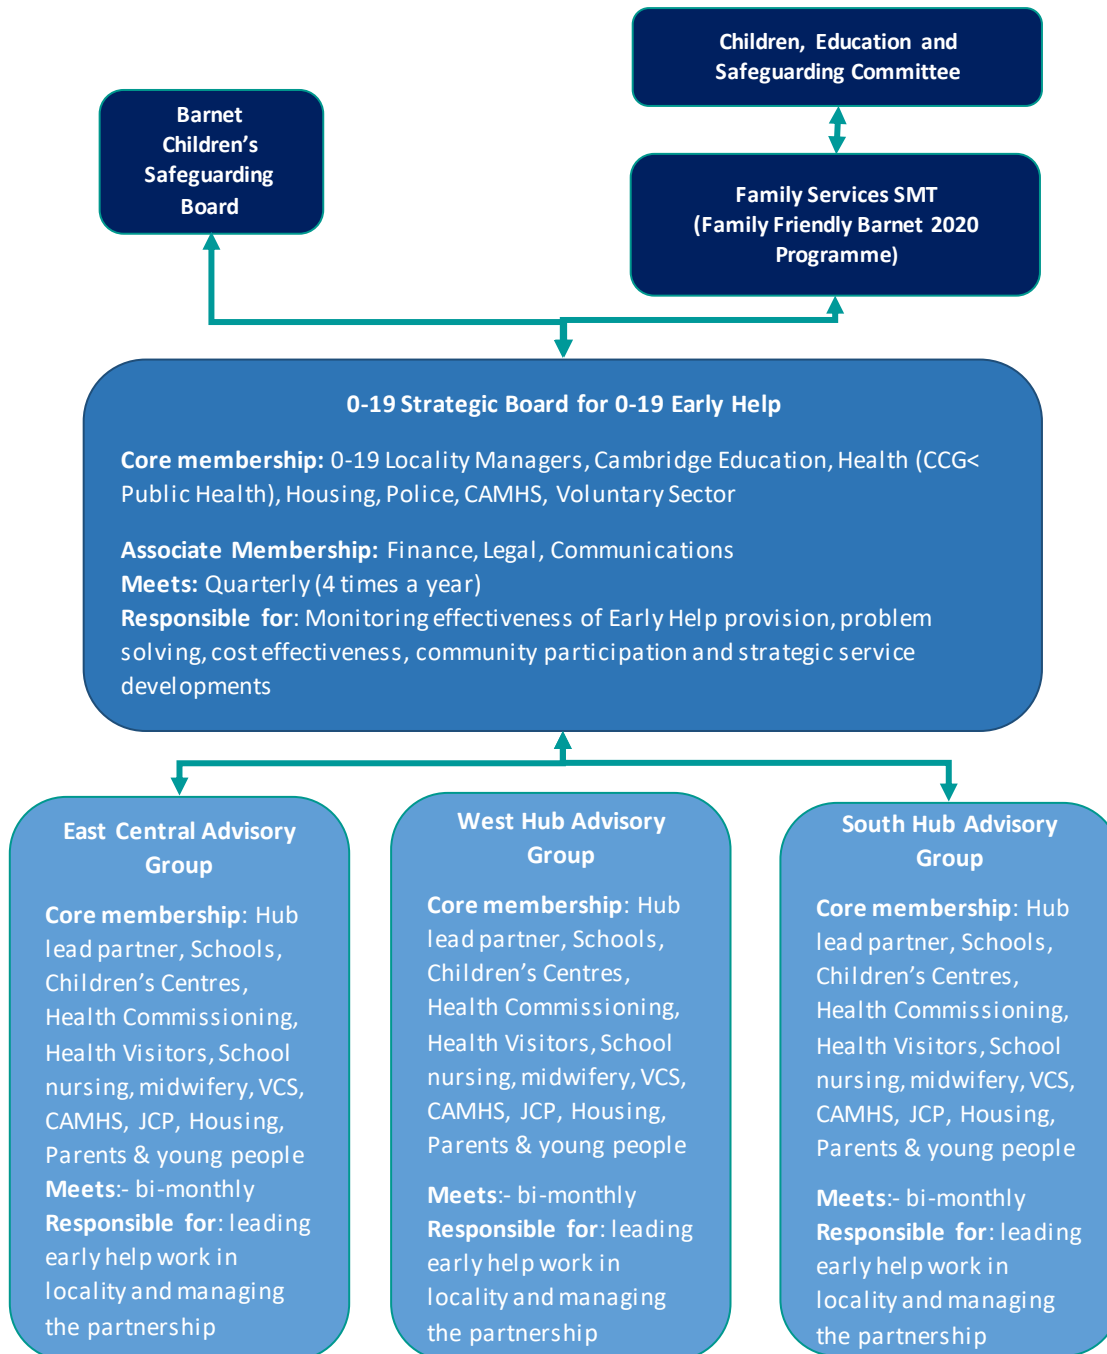 Children, Education and
Safeguarding Committee
Barnet
Children’s
Safeguarding
Board
Family Services SMT
(Family Friendly Barnet 2020
Programme)
0-19 Strategic Board for 0-19 Early Help
Core membership: 0-19 Locality Managers, Cambridge Education, Health (CCG<
Public Health), Housing, Police, CAMHS, Voluntary Sector
Associate Membership: Finance, Legal, Communications
Meets: Quarterly (4 times a year)
Responsible for: Monitoring effectiveness of Early Help provision, problem
solving, cost effectiveness, community participation and strategic service
developments
East Central Advisory
Group
Core membership: Hub
lead partner, Schools,
Children’s Centres,
Health Commissioning,
Health Visitors, School
nursing, midwifery, VCS,
CAMHS, JCP, Housing,
Parents & young people
Meets:- bi-monthly
Responsible for: leading
early help work in
locality and managing
the partnership
West Hub Advisory
Group
Core membership: Hub
lead partner, Schools,
Children’s Centres,
Health Commissioning,
Health Visitors, School
nursing, midwifery, VCS,
CAMHS, JCP, Housing,
Parents & young people
Meets:- bi-monthly
Responsible for: leading
early help work in
locality and managing
the partnership
South Hub Advisory
Group
Core membership: Hub
lead partner, Schools,
Children’s Centres,
Health Commissioning,
Health Visitors, School
nursing, midwifery, VCS,
CAMHS, JCP, Housing,
Parents & young people
Meets:- bi-monthly
Responsible for: leading
early help work in
locality and managing
the partnership